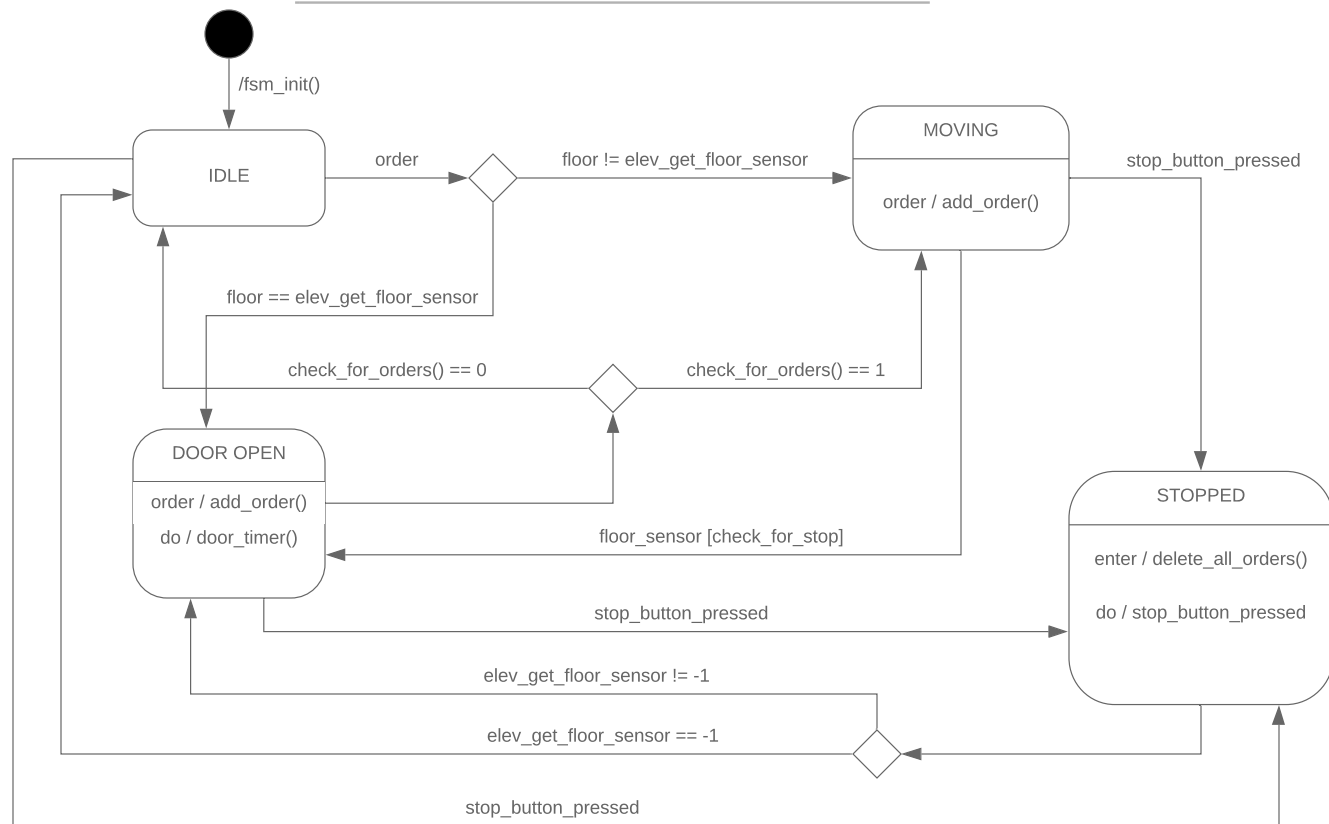 /fsm_init()
IDLE
order
floor != elev_get_floor_sensor
MOVING
order / add_order()
stop_button_pressed
floor == elev_get_floor_sensor
check_for_orders() == 0
check_for_orders() == 1
DOOR OPEN
order / add_order()
do / door_timer()
floor_sensor [check_for_stop]
STOPPED
enter / delete_all_orders()
do / stop_button_pressed
stop_button_pressed
elev_get_floor_sensor != -1
elev_get_floor_sensor == -1
stop_button_pressed